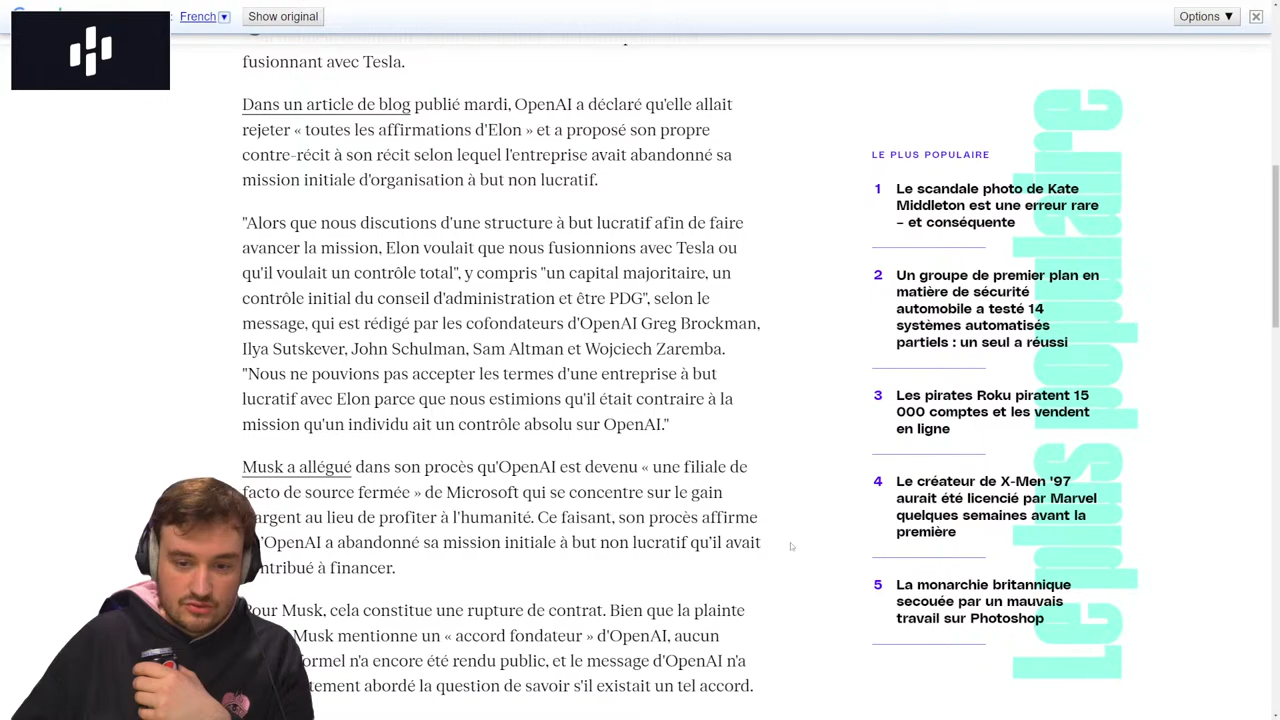 French
Show original
Options ▼
fusionnant avec Tesla.
Dans un article de blog publié mardi, OpenAI a déclaré qu'elle allait
rejeter « toutes les affirmations d'Elon » et a proposé son propre
contre-récit à son récit selon lequel l'entreprise avait abandonné sa
mission initiale d'organisation à but non lucratif.
"Alors que nous discutions d'une structure à but lucratif afin de faire
avancer la mission, Elon voulait que nous fusionnions avec Tesla ou
qu'il voulait un contrôle total", y compris "un capital majoritaire, un
contrôle initial du conseil d'administration et être PDG", selon le
message, qui est rédigé par les cofondateurs d'OpenAI Greg Brockman,
Ilya Sutskever, John Schulman, Sam Altman et Wojciech Zaremba.
"Nous ne pouvions pas accepter les termes d'une entreprise à but
lucratif avec Elon parce que nous estimions qu'il était contraire à la
mission qu'un individu ait un contrôle absolu sur OpenAI."
Musk a allégué dans son procès qu'OpenAI est devenu « une filiale de
facto de source fermée » de Microsoft qui se concentre sur le gain
argent au lieu de profiter à l'humanité. Ce faisant, son procès affirme
'OpenAI a abandonné sa mission initiale à but non lucratif qu'il avait
ntribué à financer.
Pour Musk, cela constitue une rupture de contrat. Bien que la plainte
Musk mentionne un « accord fondateur » d'OpenAI, aucun
formel n'a encore été rendu public, et le message d'OpenAI n'a
tement abordé la question de savoir s'il existait un tel accord.
LE PLUS POPULAIRE
1 Le scandale photo de Kate
Middleton est une erreur rare
– et conséquente
2 Un groupe de premier plan en
matière de sécurité
automobile a testé 14
systèmes automatisés
partiels : un seul a réussi
3 Les pirates Roku piratent 15
000 comptes et les vendent
en ligne
4 Le créateur de X-Men '97
aurait été licencié par Marvel
quelques semaines avant la
première
5 La monarchie britannique
secouée par un mauvais
travail sur Photoshop
Le plus populaire